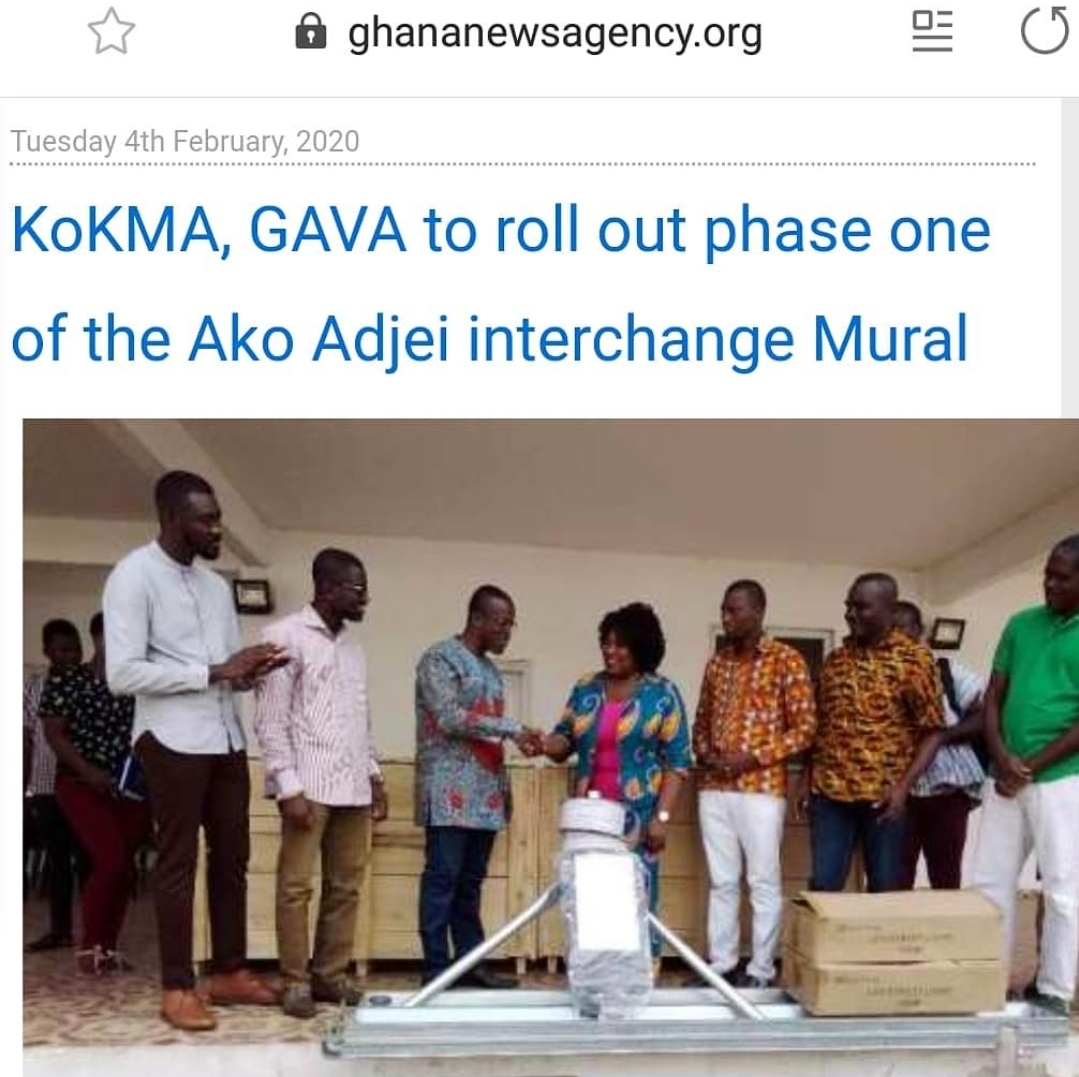 ghananewsagency.org
Tuesday 4th February, 2020
KoKMA, GAVA to roll out phase one
of the Ako Adjei interchange Mural